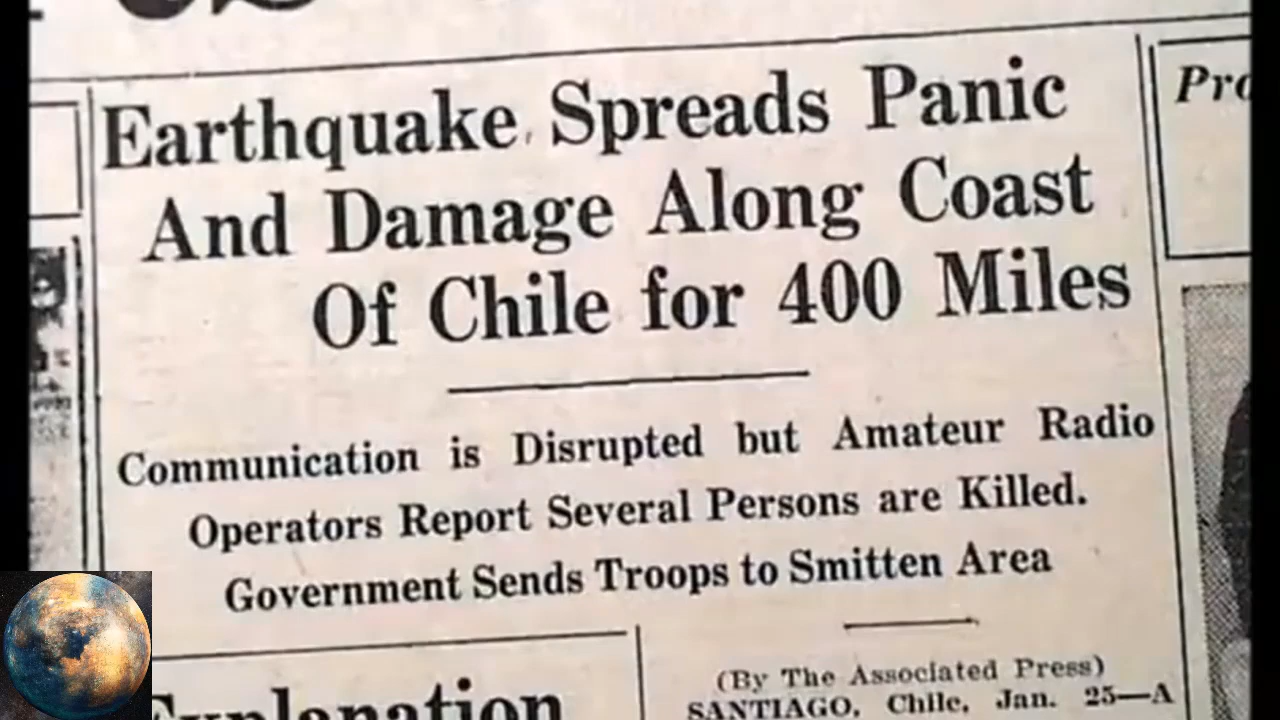 Earthquake Spreads Panic
And Damage Along Coast
Of Chile for 400 Miles
Communication is Disrupted but Amateur Radio
Operators Report Several Persons are Killed.
Government Sends Troops to Smitten Area
(By The Associated Press)
SANTIAGO, Chile, Jan. 25—A
Explanation